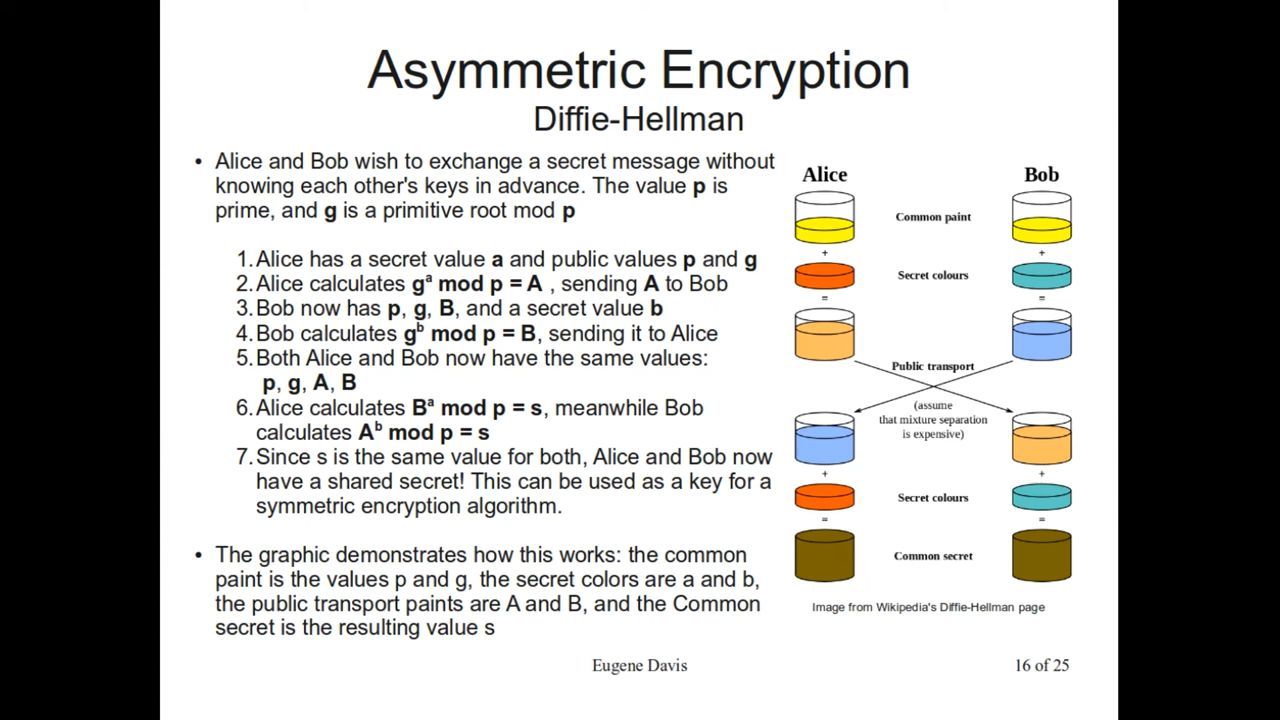 Asymmetric Encryption
Diffie-Hellman
• Alice and Bob wish to exchange a secret message without
knowing each other's keys in advance. The value p is
prime, and g is a primitive root mod p
1. Alice has a secret value a and public values p and g
2. Alice calculates gᵃ mod p = A , sending A to Bob
3. Bob now has p, g, B, and a secret value b
4. Bob calculates gᵇ mod p = B, sending it to Alice
5. Both Alice and Bob now have the same values:
p, g, A, B
6. Alice calculates Bᵃ mod p = s, meanwhile Bob
calculates Aᵇ mod p = s
7. Since s is the same value for both, Alice and Bob now
have a shared secret! This can be used as a key for a
symmetric encryption algorithm.
• The graphic demonstrates how this works: the common
paint is the values p and g, the secret colors are a and b,
the public transport paints are A and B, and the Common
secret is the resulting value s
Alice Bob
Common paint
+ +
Secret colours
= =
Public transport
(assume
that mixture separation
is expensive)
+ +
Secret colours
= =
Common secret
Image from Wikipedia's Diffie-Hellman page
Eugene Davis 16 of 25